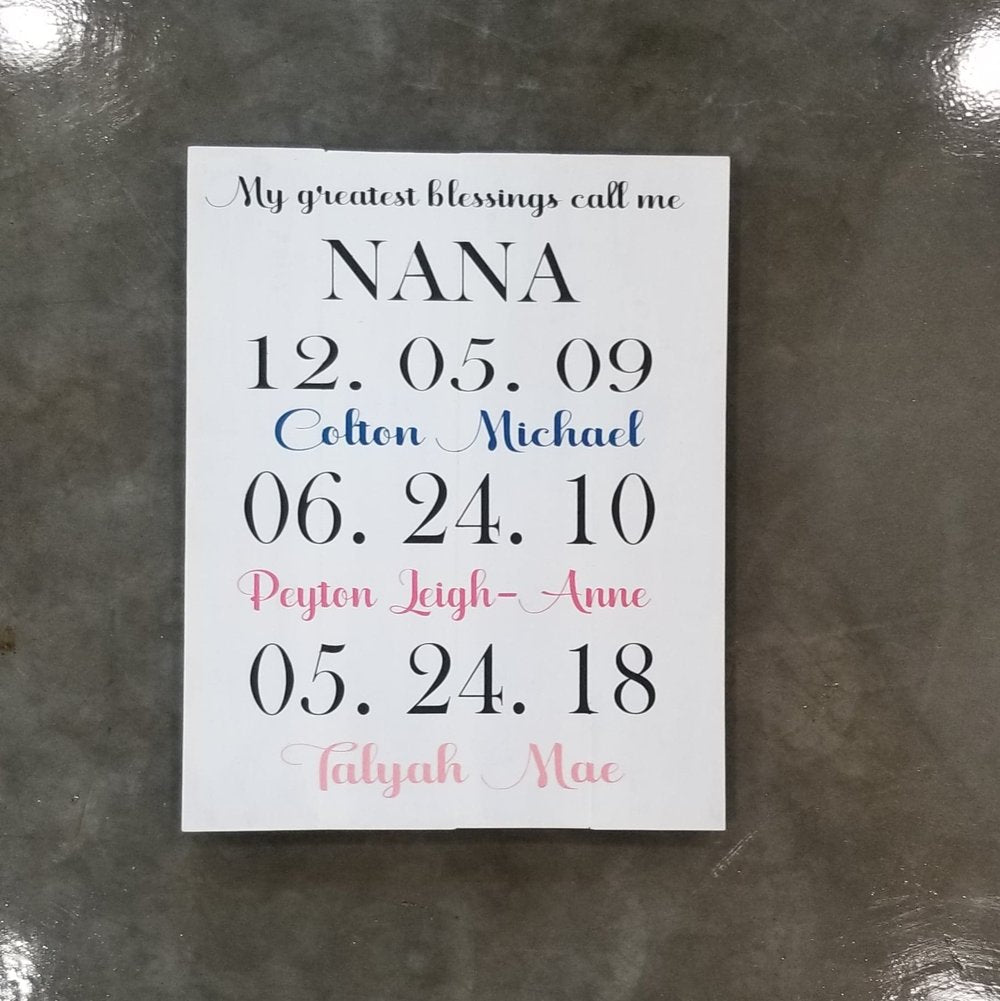 My greatest blessings call me
NANA
12. 05. 09
Colton Michael
06. 24. 10
Peyton Leigh-Anne
05. 24. 18
Talyah Mae